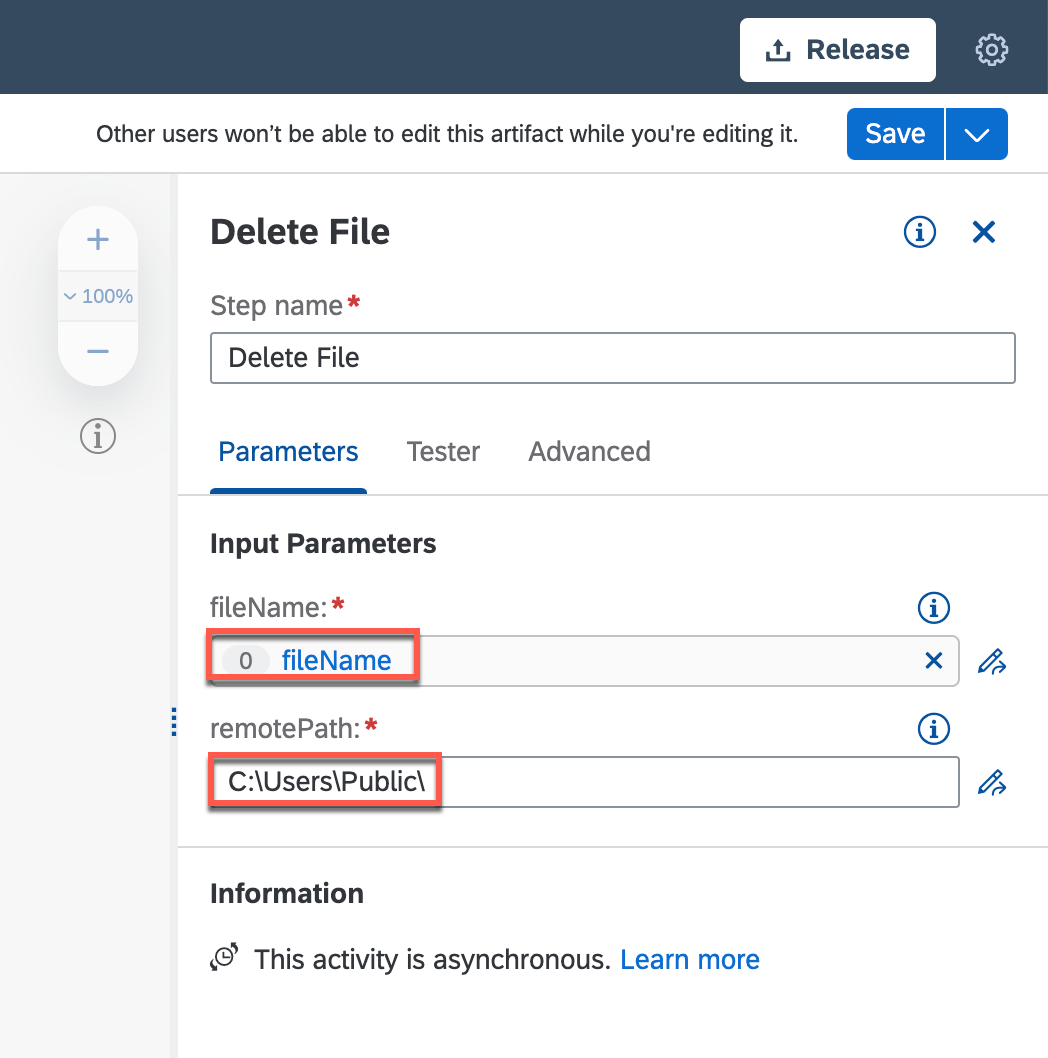 Release
Other users won’t be able to edit this artifact while you're editing it.
Save
100%
Delete File
Step name*
Delete File
Parameters Tester Advanced
Input Parameters
fileName:*
0 fileName
remotePath:*
C:\Users\Public\
Information
This activity is asynchronous. Learn more